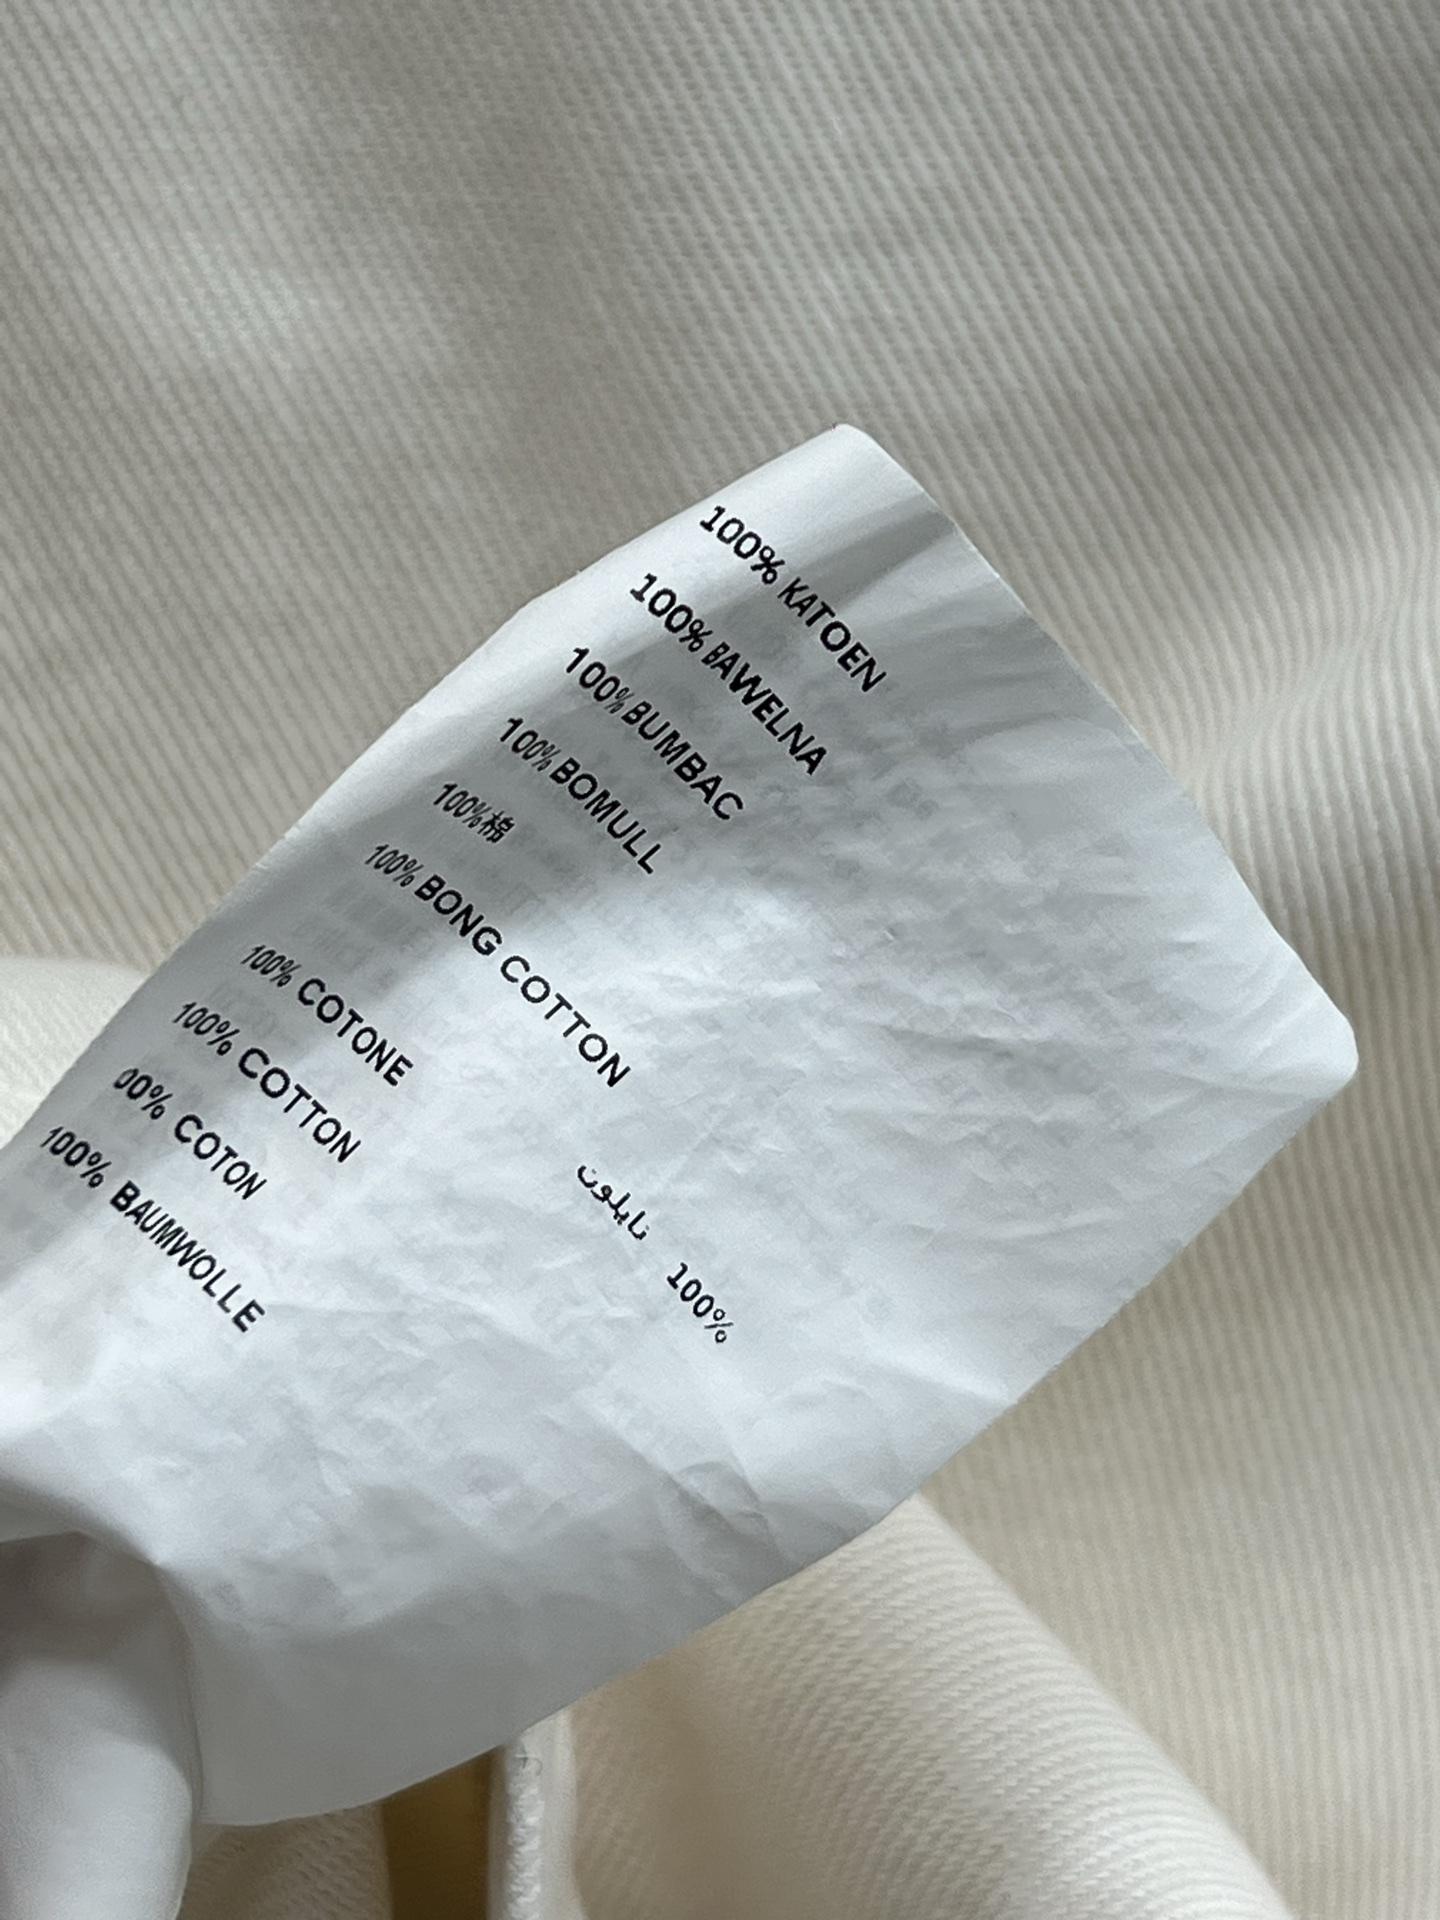 100% KATOEN
100% BAWELNA
100% BUMBAC
100% BOMULL
100%棉
100% BONG COTTON
100% COTONE
100% COTTON
00% COTON
100% BAUMWOLLE
نايلون 100%